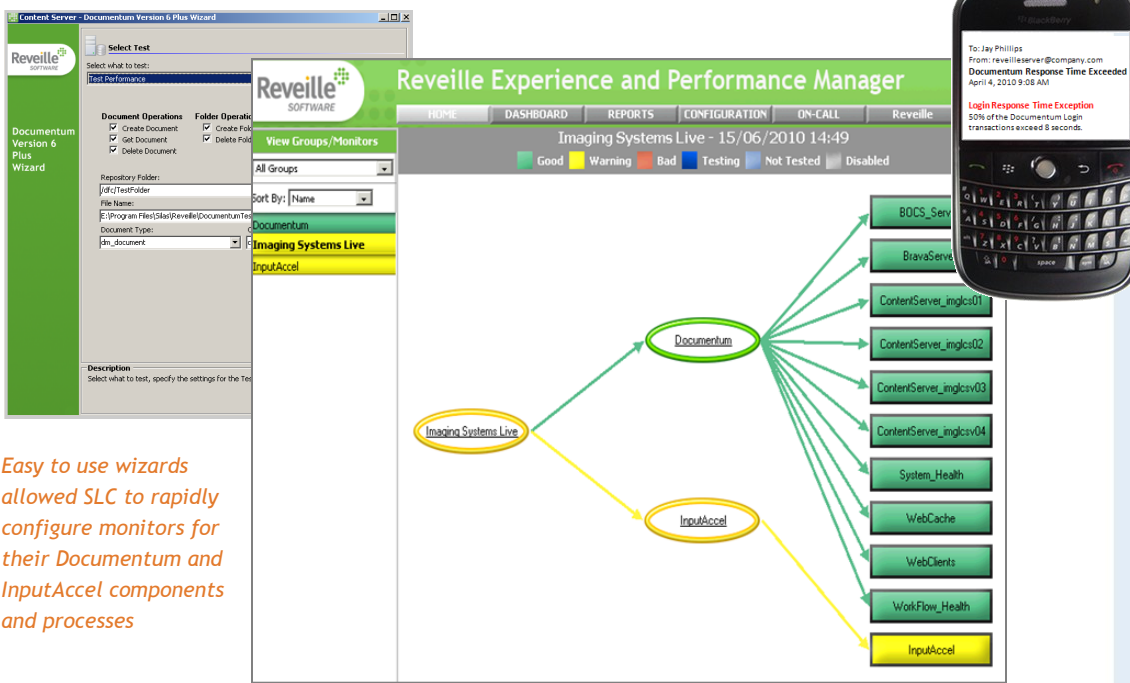 Content Server - Documentum Version 6 Plus Wizard
Reveille
SOFTWARE
Documentum
Version 6
Plus
Wizard
Select Test
Select what to test:
Test Performance
Document Operations
Create Document
Get Document
Delete Document
Folder Operatio
Create Fol
Delete Fold
Repository Folder:
/dfc/TestFolder
File Name:
E:\Program Files\Silas\Reveille\DocumentumTes
Document Type:
dm_document
Description
Select what to test, specify the settings for the Tes
Reveille
SOFTWARE
Reveille Experience and Performance Manager
HOME DASHBOARD REPORTS CONFIGURATION ON-CALL Reveille
View Groups/Monitors
All Groups
Sort By: Name
Documentum
Imaging Systems Live
InputAccel
Imaging Systems Live - 15/06/2010 14:49
Good Warning Bad Testing Not Tested Disabled
Imaging Systems Live
Documentum
InputAccel
BOCS_Serv
BravaServe
ContentServer_imglcs01
ContentServer_imglcs02
ContentServer_imglcsv03
ContentServer_imglcsv04
System_Health
WebCache
WebClients
WorkFlow_Health
InputAccel
BlackBerry
To: Jay Phillips
From: reveilleserver@company.com
Documentum Response Time Exceeded
April 4, 2010 9:08 AM
Login Response Time Exception
50% of the Documentum Login
transactions exceed 8 seconds.
Easy to use wizards
allowed SLC to rapidly
configure monitors for
their Documentum and
InputAccel components
and processes